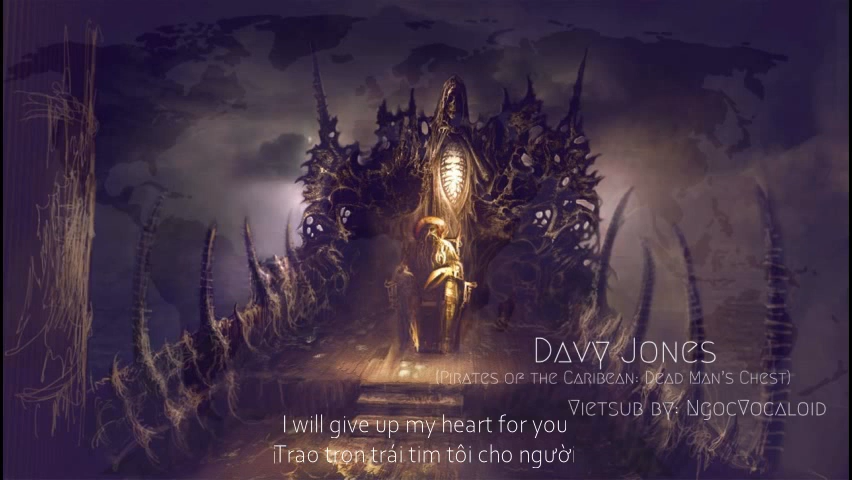 Davy Jones
(Pirates of the Caribean: Dead Man's Chest)
Vietsub by: NgocVocaloid
I will give up my heart for you
Trao trọn trái tim tôi cho người